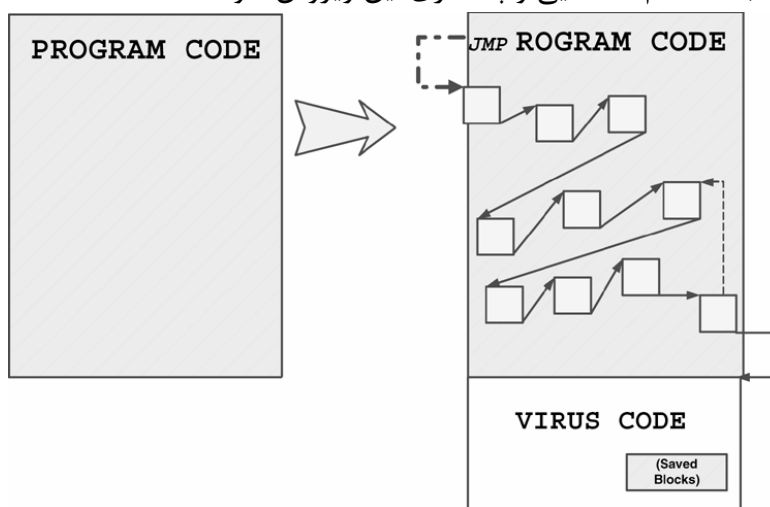 PROGRAM CODE
JMP ROGRAM CODE
VIRUS CODE
(Saved
Blocks)